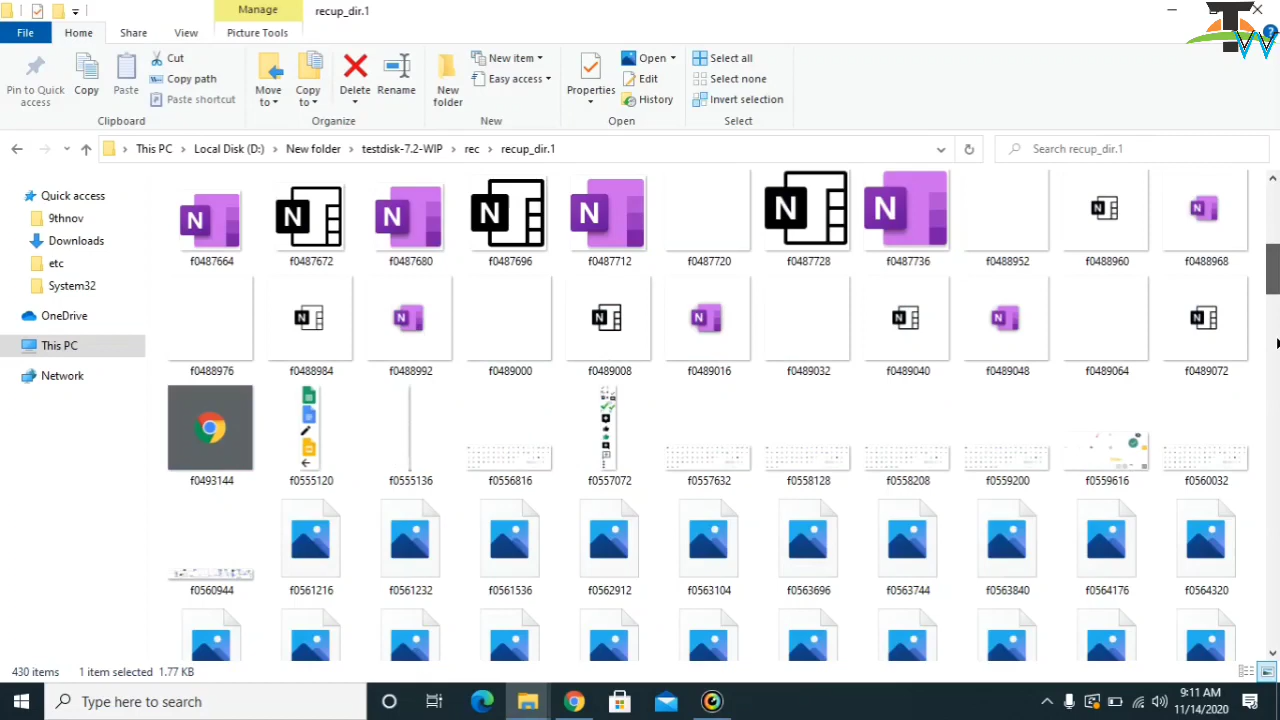 Manage recup_dir.1
File Home Share View Picture Tools
Pin to Quick access
Copy
Paste
Cut
Copy path
Paste shortcut
Clipboard
Move to
Copy to
Delete
Rename
Organize
New folder
New item
Easy access
New
Properties
Open
Edit
History
Open
Select all
Select none
Invert selection
Select
This PC Local Disk (D:) New folder testdisk-7.2-WIP rec recup_dir.1 Search recup_dir.1
Quick access
9thnov
Downloads
etc
System32
OneDrive
This PC
Network
N N N N N N N N N
f0487664 f0487672 f0487680 f0487696 f0487712 f0487720 f0487728 f0487736 f0488952 f0488960 f0488968
N N N N N N N
f0488976 f0488984 f0488992 f0489000 f0489008 f0489016 f0489032 f0489040 f0489048 f0489064 f0489072
f0493144 f0555120 f0555136 f0556816 f0557072 f0557632 f0558128 f0558208 f0559200 f0559616 f0560032
f0560944 f0561216 f0561232 f0561536 f0562912 f0563104 f0563696 f0563744 f0563840 f0564176 f0564320
430 items 1 item selected 1.77 KB
Type here to search
9:11 AM
11/14/2020
TW